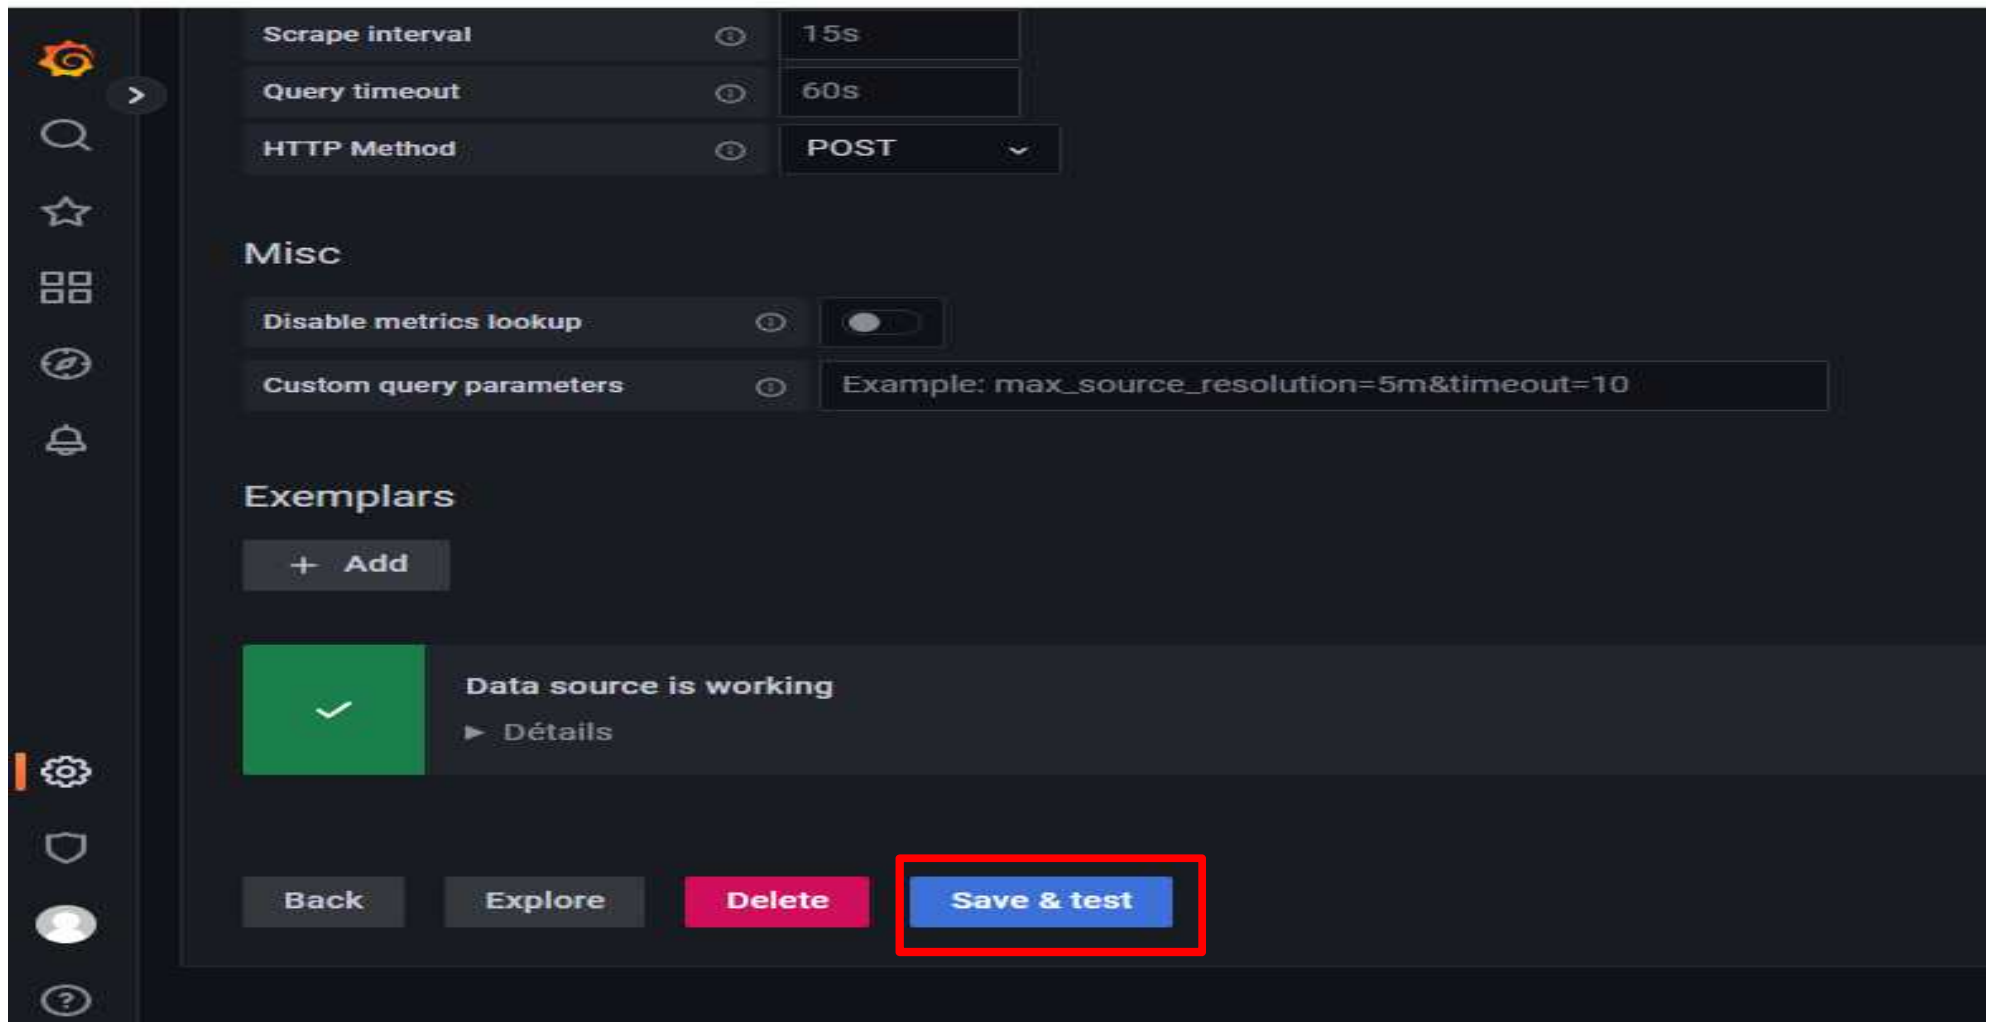 Scrape interval 15s
Query timeout 60s
HTTP Method POST
Misc
Disable metrics lookup
Custom query parameters Example: max_source_resolution=5m&timeout=10
Exemplars
+ Add
Data source is working
Détails
Back Explore Delete Save & test